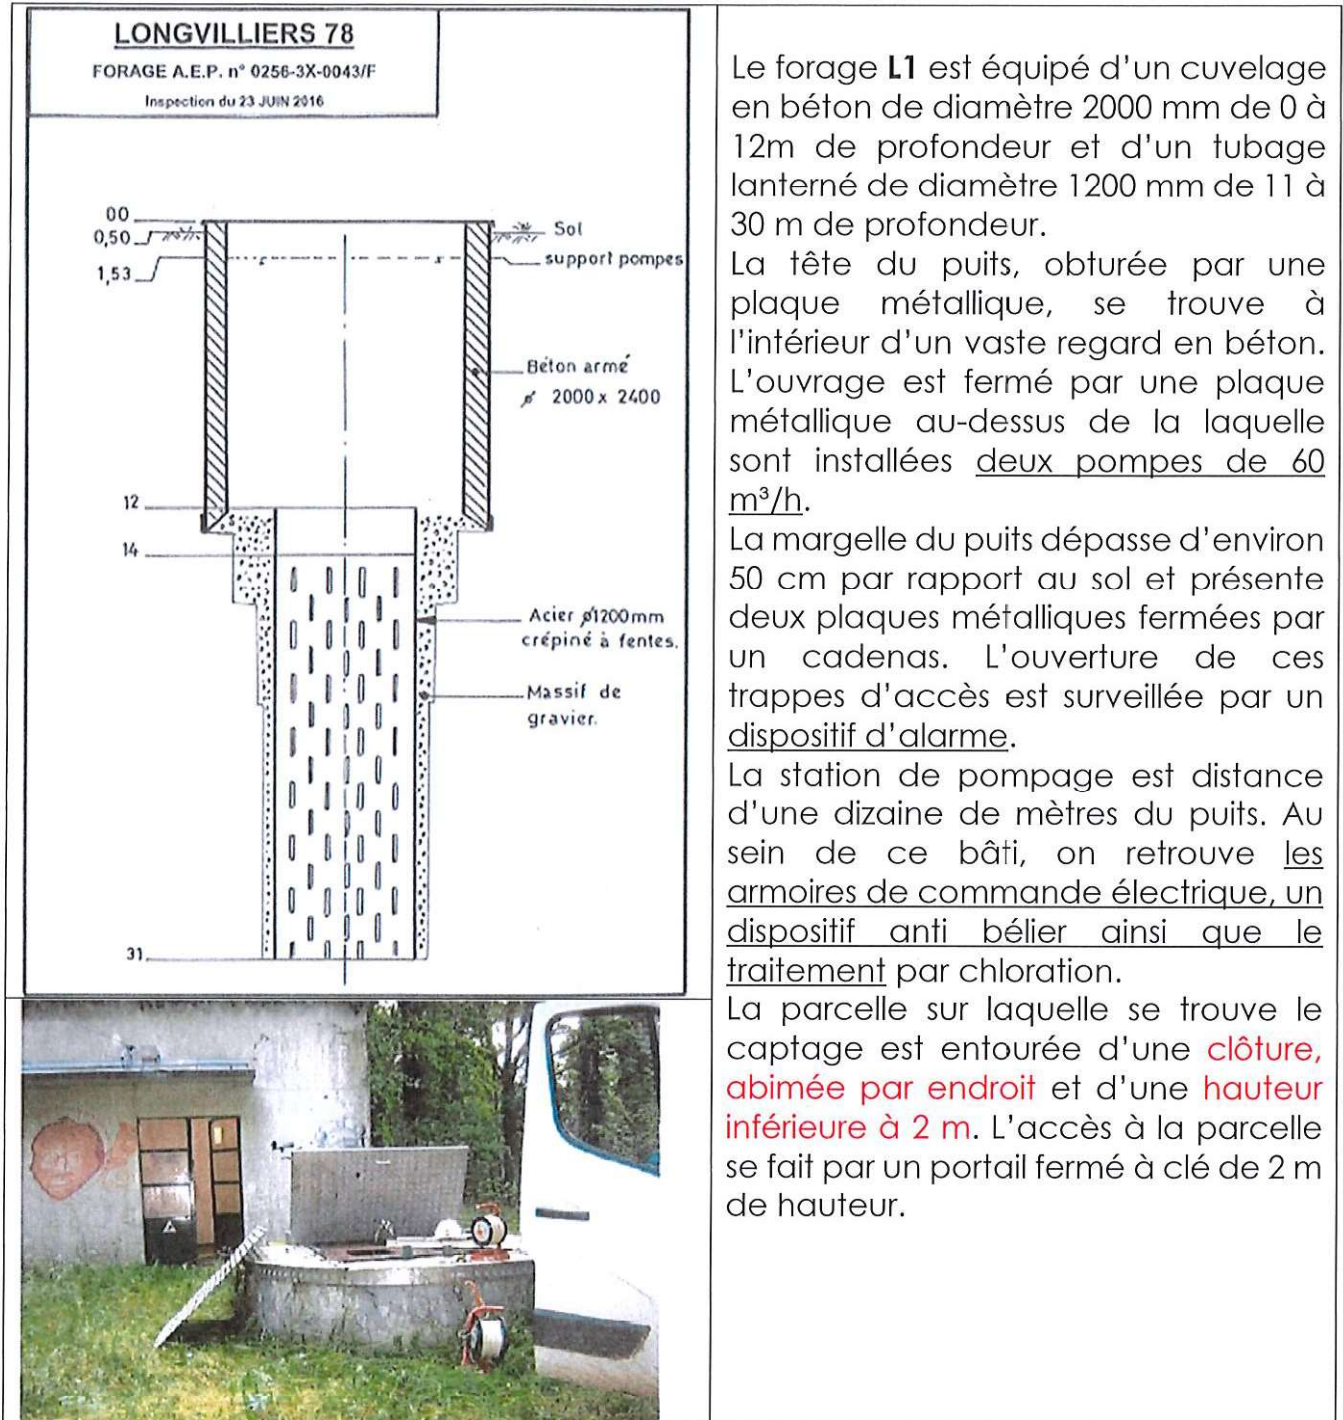 LONGVILLIERS 78
FORAGE A.E.P. n° 0256-3X-0043/F
Inspection du 23 JUIN 2016
00
0,50
1,53
Sol
support pompes
Béton armé
ø 2000 x 2400
12
14
Acier ø1200mm
crépiné à fentes.
Massif de
gravier.
31
Le forage L1 est équipé d'un cuvelage
en béton de diamètre 2000 mm de 0 à
12m de profondeur et d'un tubage
lanterné de diamètre 1200 mm de 11 à
30 m de profondeur.
La tête du puits, obturée par une
plaque métallique, se trouve à
l'intérieur d'un vaste regard en béton.
L'ouvrage est fermé par une plaque
métallique au-dessus de la laquelle
sont installées deux pompes de 60
m³/h.
La margelle du puits dépasse d'environ
50 cm par rapport au sol et présente
deux plaques métalliques fermées par
un cadenas. L'ouverture de ces
trappes d'accès est surveillée par un
dispositif d'alarme.
La station de pompage est distance
d'une dizaine de mètres du puits. Au
sein de ce bâti, on retrouve les
armoires de commande électrique, un
dispositif anti bélier ainsi que le
traitement par chloration.
La parcelle sur laquelle se trouve le
captage est entourée d'une clôture,
abimée par endroit et d'une hauteur
inférieure à 2 m. L'accès à la parcelle
se fait par un portail fermé à clé de 2 m
de hauteur.